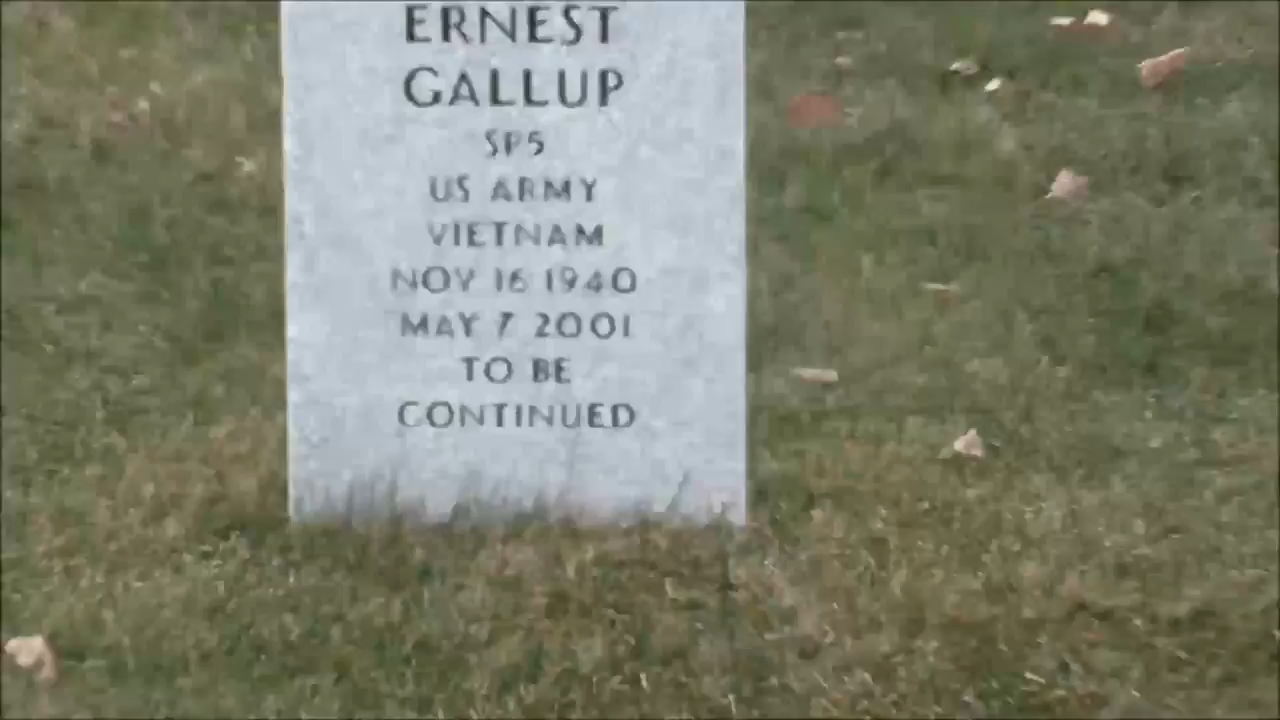 ERNEST
GALLUP
SP5
US ARMY
VIETNAM
NOV 16 1940
MAY 7 2001
TO BE
CONTINUED